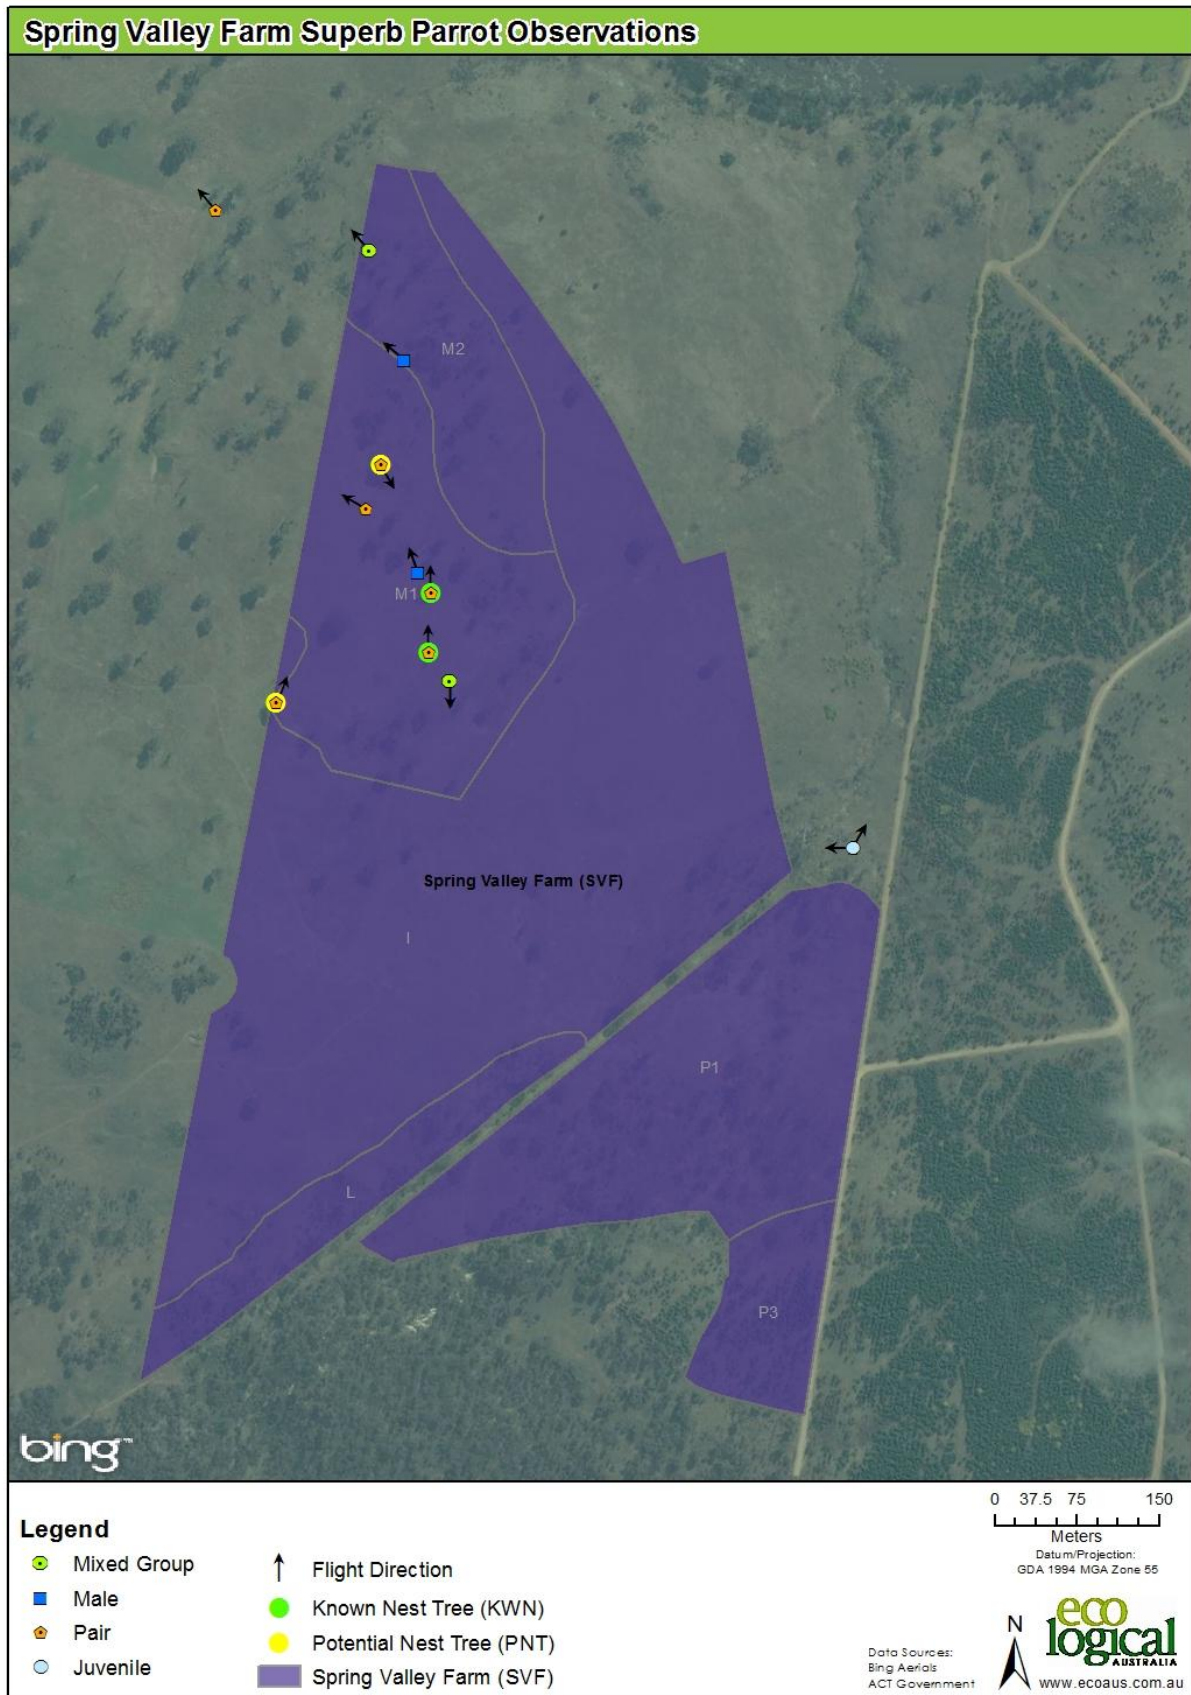 Spring Valley Farm Superb Parrot Observations
M2
M1
Spring Valley Farm (SVF)
I
P1
L
P3
bing™
Legend
Mixed Group
Male
Pair
Juvenile
Flight Direction
Known Nest Tree (KWN)
Potential Nest Tree (PNT)
Spring Valley Farm (SVF)
0 37.5 75 150
Meters
Datum/Projection:
GDA 1994 MGA Zone 55
Data Sources:
Bing Aerials
ACT Government
N
eco
logical
AUSTRALIA
www.ecoaus.com.au